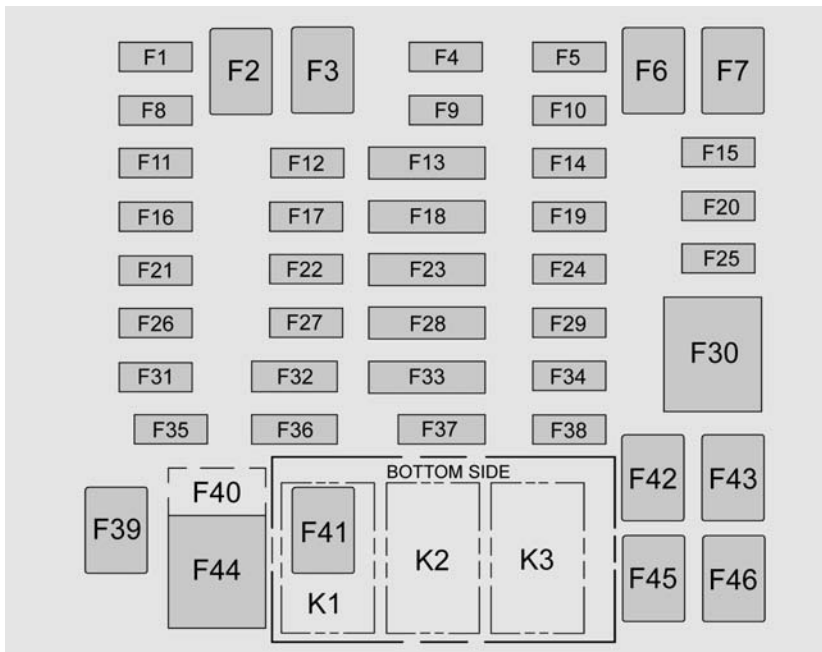 F1 F2 F3 F4 F5 F6 F7
F8 F9 F10
F11 F12 F13 F14 F15
F16 F17 F18 F19 F20
F21 F22 F23 F24 F25
F26 F27 F28 F29 F30
F31 F32 F33 F34
F35 F36 F37 F38
BOTTOM SIDE
F39 F40 F41 F42 F43
F44 K1 K2 K3 F45 F46